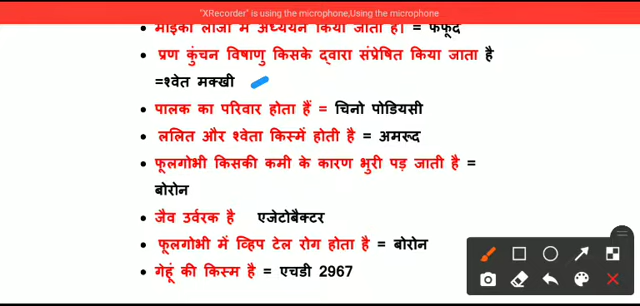 "XRecorder" is using the microphone,Using the microphone
माइका लाजी में अध्ययन किया जाता है। = फफूंद
प्रण कुंचन विषाणु किसके द्वारा संप्रेषित किया जाता है
=श्वेत मक्खी
पालक का परिवार होता हैं = चिनो पोडियसी
ललित और श्वेता किस्में होती है = अमरूद
फूलगोभी किसकी कमी के कारण भुरी पड़ जाती है =
बोरोन
जैव उर्वरक है एजेटोबैक्टर
फूलगोभी में व्हिप टेल रोग होता है = बोरोन
गेहूं की किस्म है = एचडी 2967